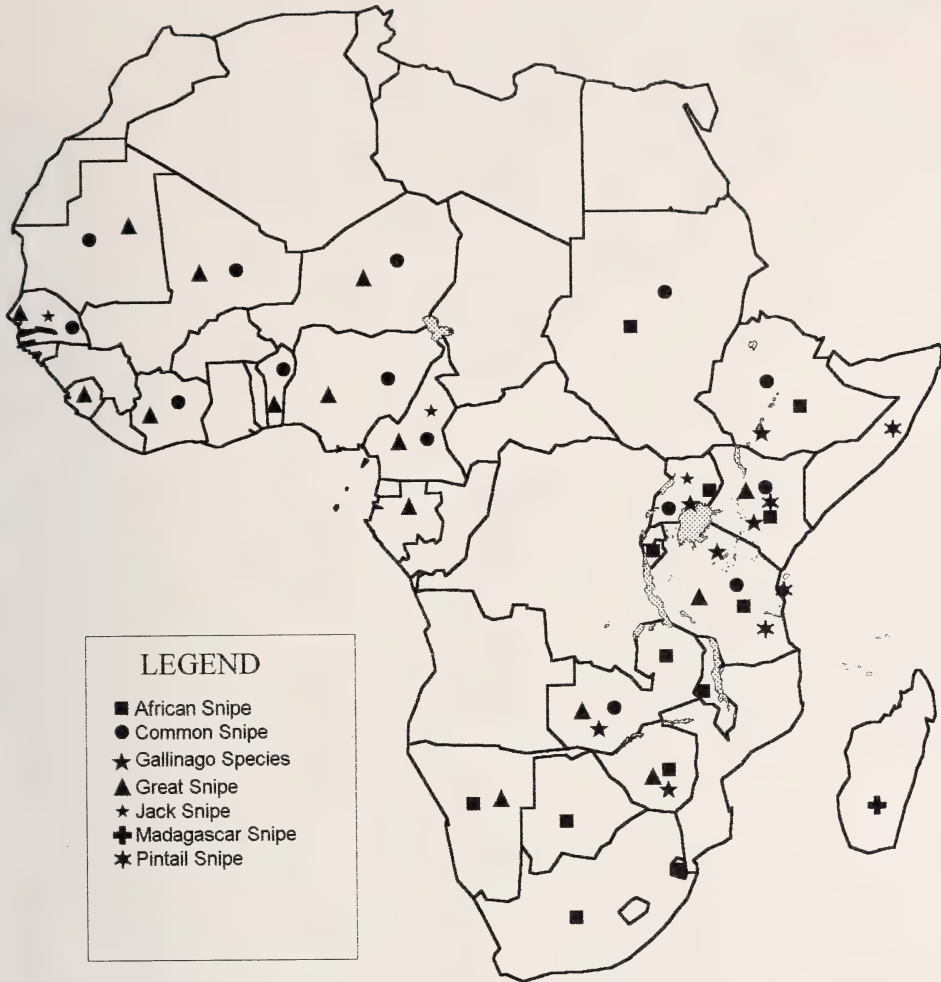 LEGEND
African Snipe
Common Snipe
Gallinago Species
Great Snipe
Jack Snipe
Madagascar Snipe
Pintail Snipe